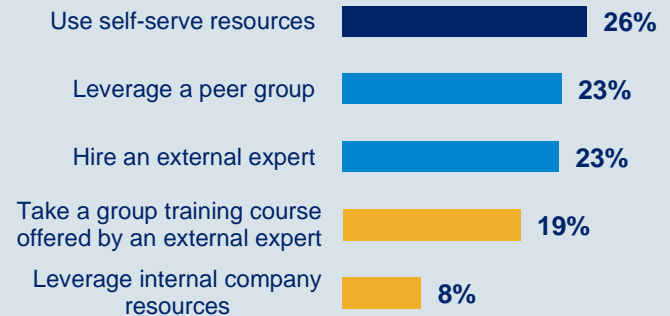 Use self-serve resources 26%
Leverage a peer group 23%
Hire an external expert 23%
Take a group training course
offered by an external expert 19%
Leverage internal company
resources 8%